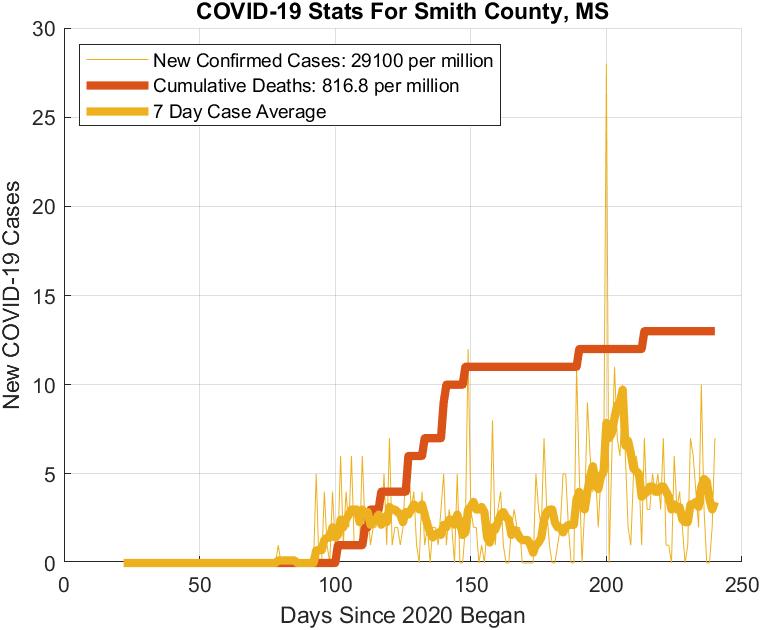 COVID-19 Stats For Smith County, MS
New Confirmed Cases: 29100 per million
Cumulative Deaths: 816.8 per million
7 Day Case Average
New COVID-19 Cases
30
25
20
15
10
5
0
0 50 100 150 200 250
Days Since 2020 Began